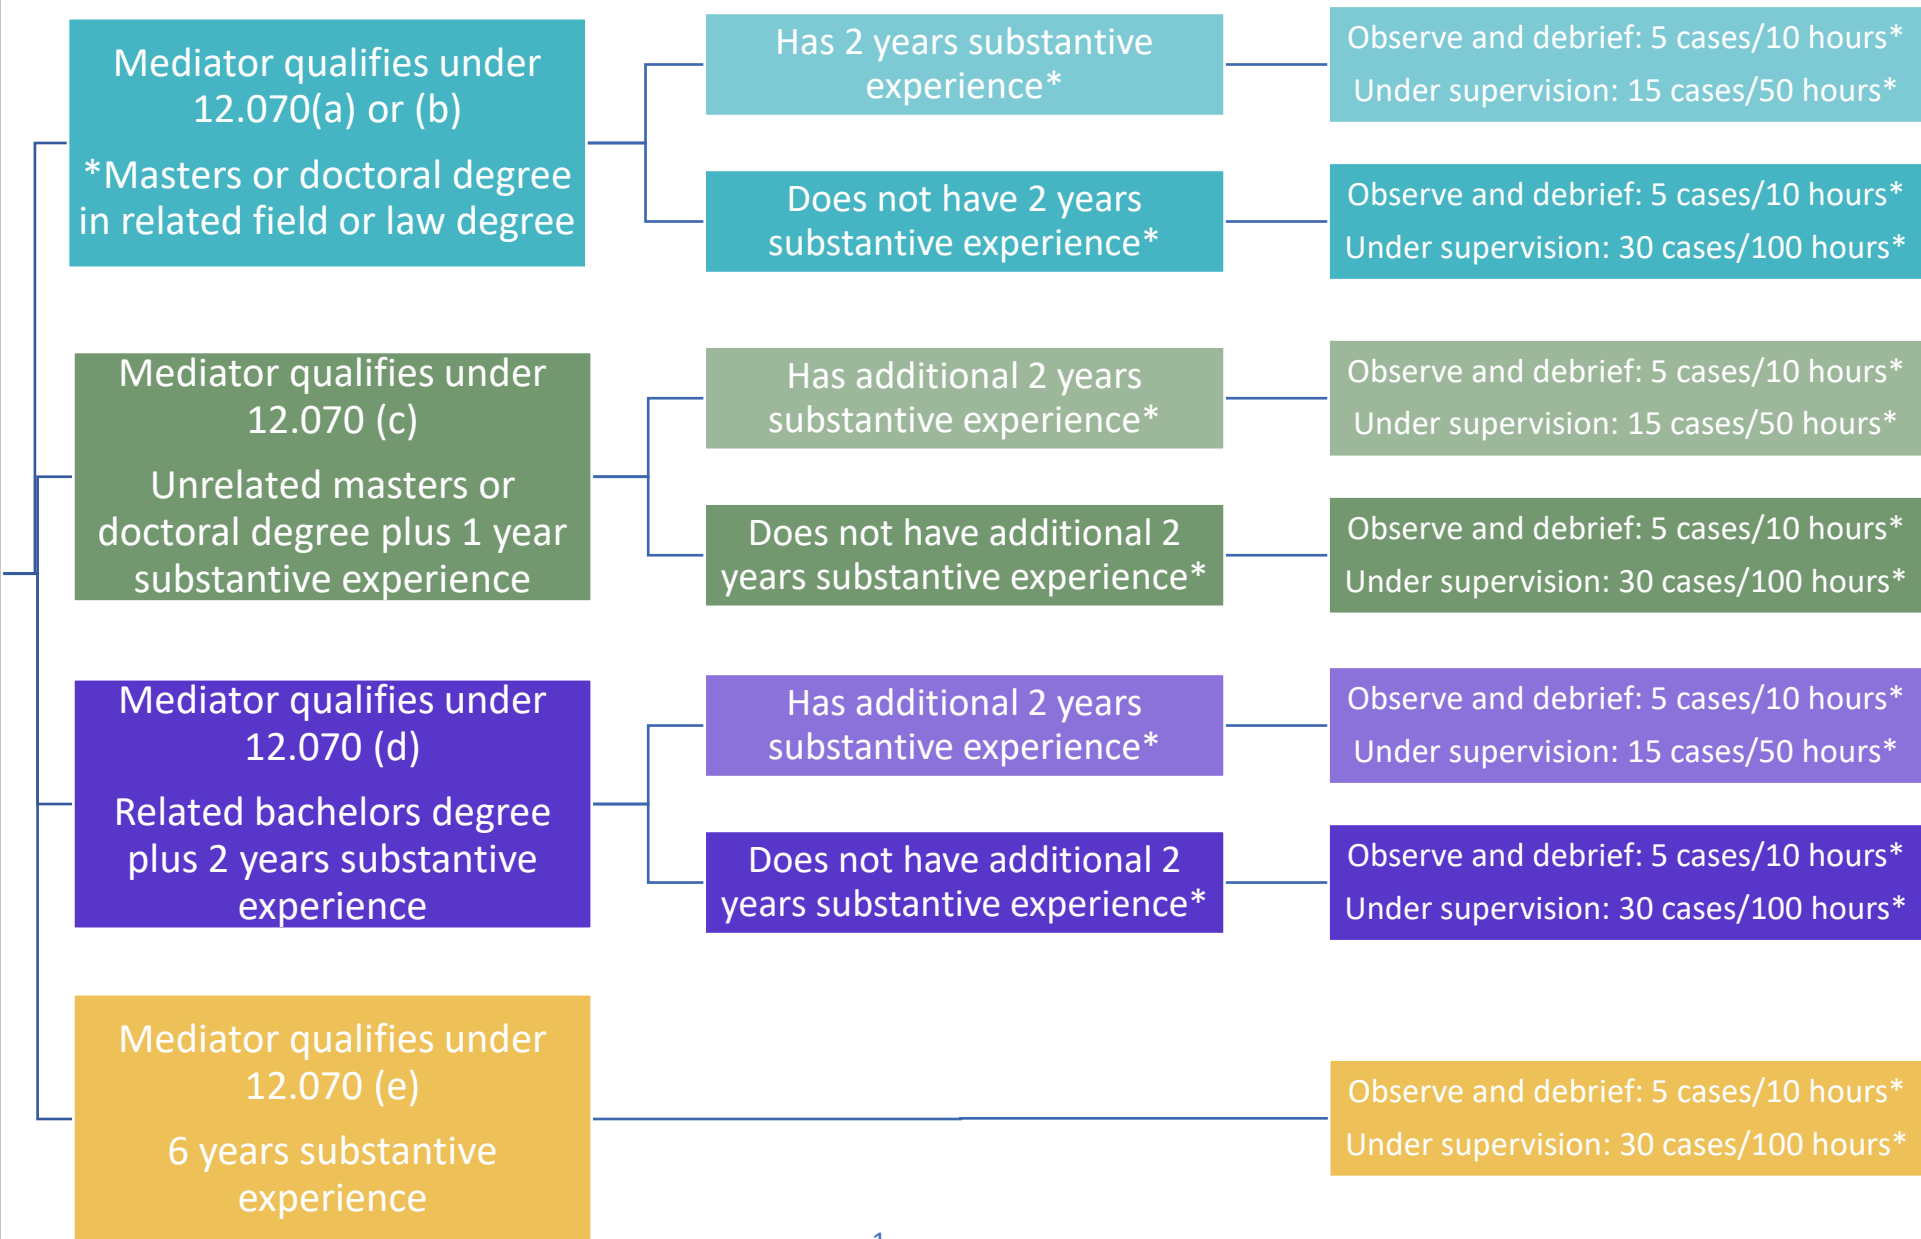 Mediator qualifies under
12.070(a) or (b)
*Masters or doctoral degree
in related field or law degree
Has 2 years substantive
experience*
Observe and debrief: 5 cases/10 hours*
Under supervision: 15 cases/50 hours*
Does not have 2 years
substantive experience*
Observe and debrief: 5 cases/10 hours*
Under supervision: 30 cases/100 hours*
Mediator qualifies under
12.070 (c)
Unrelated masters or
doctoral degree plus 1 year
substantive experience
Has additional 2 years
substantive experience*
Observe and debrief: 5 cases/10 hours*
Under supervision: 15 cases/50 hours*
Does not have additional 2
years substantive experience*
Observe and debrief: 5 cases/10 hours*
Under supervision: 30 cases/100 hours*
Mediator qualifies under
12.070 (d)
Related bachelors degree
plus 2 years substantive
experience
Has additional 2 years
substantive experience*
Observe and debrief: 5 cases/10 hours*
Under supervision: 15 cases/50 hours*
Does not have additional 2
years substantive experience*
Observe and debrief: 5 cases/10 hours*
Under supervision: 30 cases/100 hours*
Mediator qualifies under
12.070 (e)
6 years substantive
experience
Observe and debrief: 5 cases/10 hours*
Under supervision: 30 cases/100 hours*
1